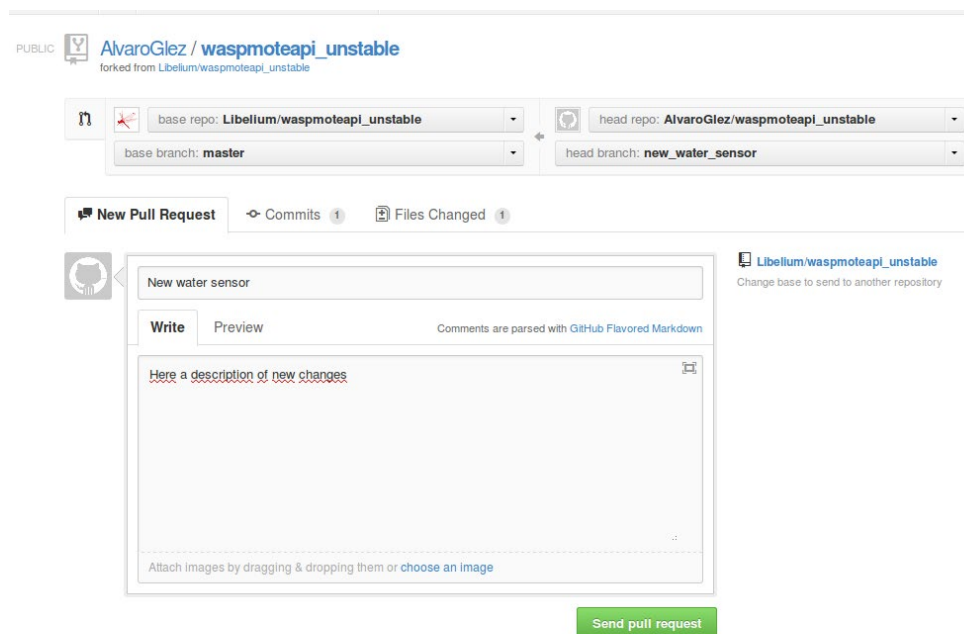 PUBLIC AlvaroGlez / waspmoteapi_unstable
forked from Libelium/waspmoteapi_unstable
base repo: Libelium/waspmoteapi_unstable
head repo: AlvaroGlez/waspmoteapi_unstable
base branch: master
head branch: new_water_sensor
New Pull Request Commits 1 Files Changed 1
Libelium/waspmoteapi_unstable
Change base to send to another repository
New water sensor
Write Preview Comments are parsed with GitHub Flavored Markdown
Here a description of new changes
Attach images by dragging & dropping them or choose an image
Send pull request